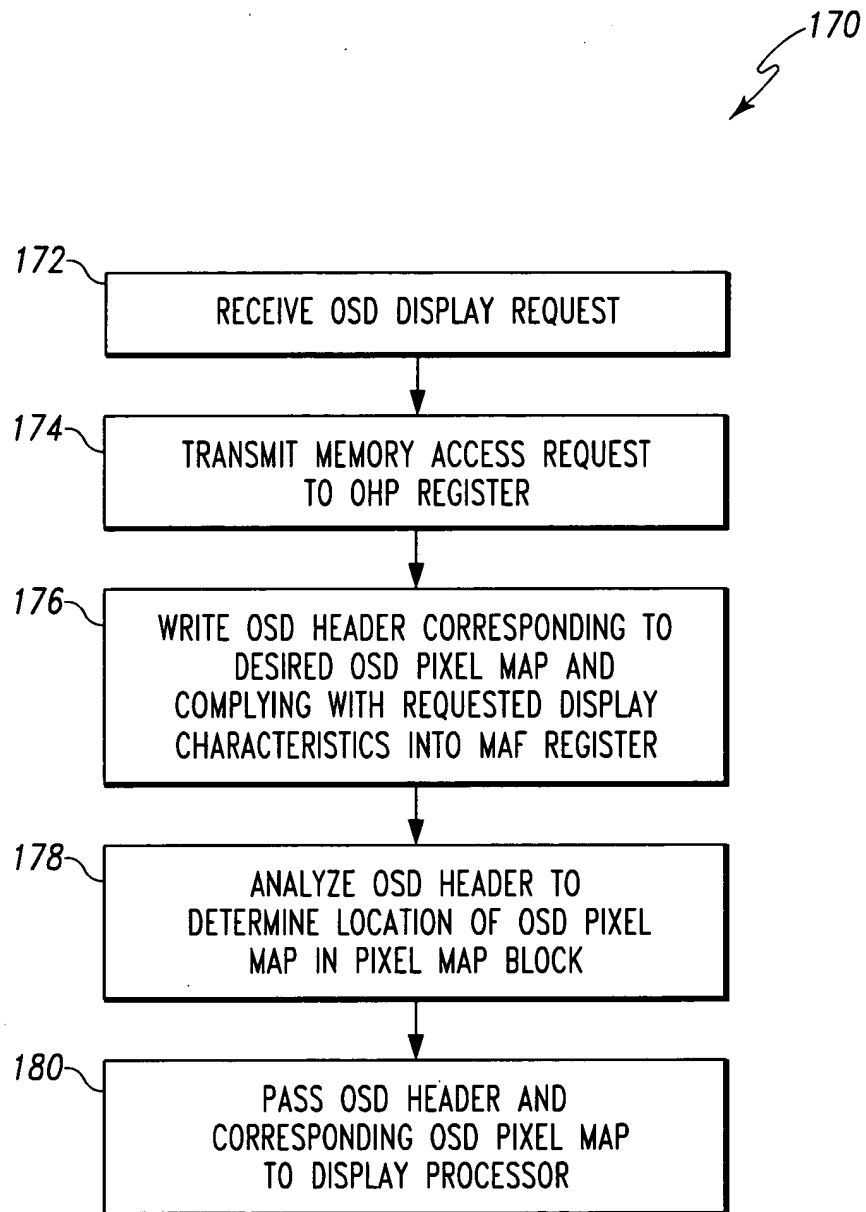 170
172
RECEIVE OSD DISPLAY REQUEST
174
TRANSMIT MEMORY ACCESS REQUEST
TO OHP REGISTER
176
WRITE OSD HEADER CORRESPONDING TO
DESIRED OSD PIXEL MAP AND
COMPLYING WITH REQUESTED DISPLAY
CHARACTERISTICS INTO MAF REGISTER
178
ANALYZE OSD HEADER TO
DETERMINE LOCATION OF OSD PIXEL
MAP IN PIXEL MAP BLOCK
180
PASS OSD HEADER AND
CORRESPONDING OSD PIXEL MAP
TO DISPLAY PROCESSOR